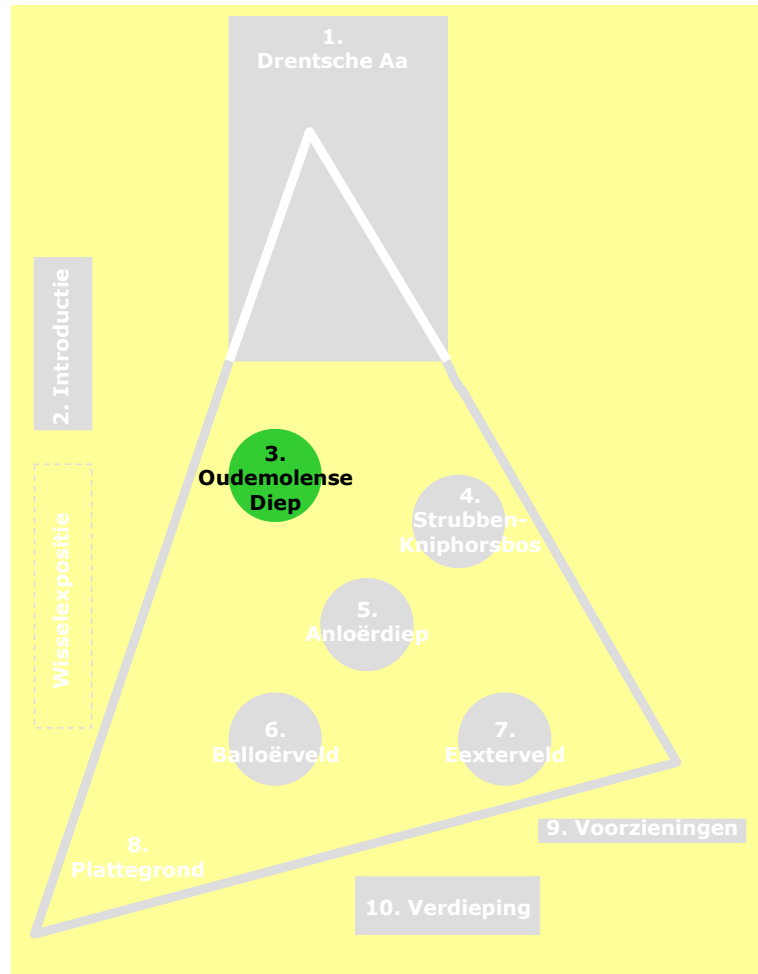 1.
Drentsche Aa
2. Introductie
3.
Oudemolense
Diep
4.
Strubben-
Kniphorsbos
Wisselexpositie
5.
Anloërdiep
6.
Balloërveld
7.
Eexterveld
8.
Plattegrond
9. Voorzieningen
10. Verdieping